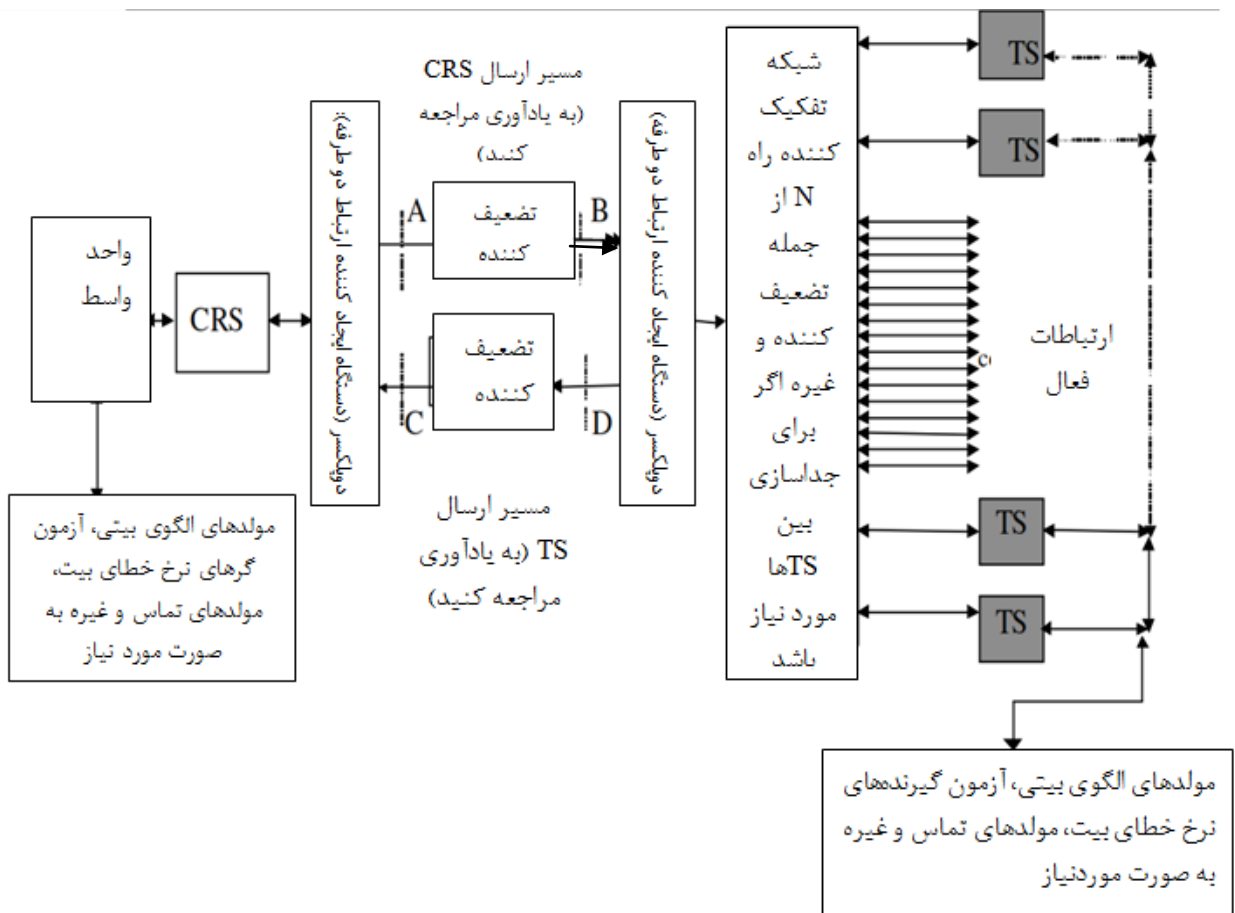 واحد
واسط
CRS
مولدهای الگوی بیتی، آزمون
گرهای نرخ خطای بیت،
مولدهای تماس و غیره به
صورت مورد نیاز
دوپلکسر (دستگاه ایجاد کننده ارتباط دو طرفه):
مسیر ارسال CRS
(به یادآوری مراجعه
کنید)
A
تضعیف
کننده
B
C
تضعیف
کننده
D
مسیر ارسال
TS (به یادآوری
مراجعه کنید)
دوپلکسر (دستگاه ایجاد کننده ارتباط دو طرفه)
شبکه
تفکیک
کننده راه
N از
جمله
تضعیف
کننده و
غیره اگر
برای
جداسازی
بین
TSها
مورد نیاز
باشد
TS
TS
ارتباطات
فعال
TS
TS
مولدهای الگوی بیتی، آزمون گیرنده‌های
نرخ خطای بیت، مولدهای تماس و غیره
به صورت موردنیاز